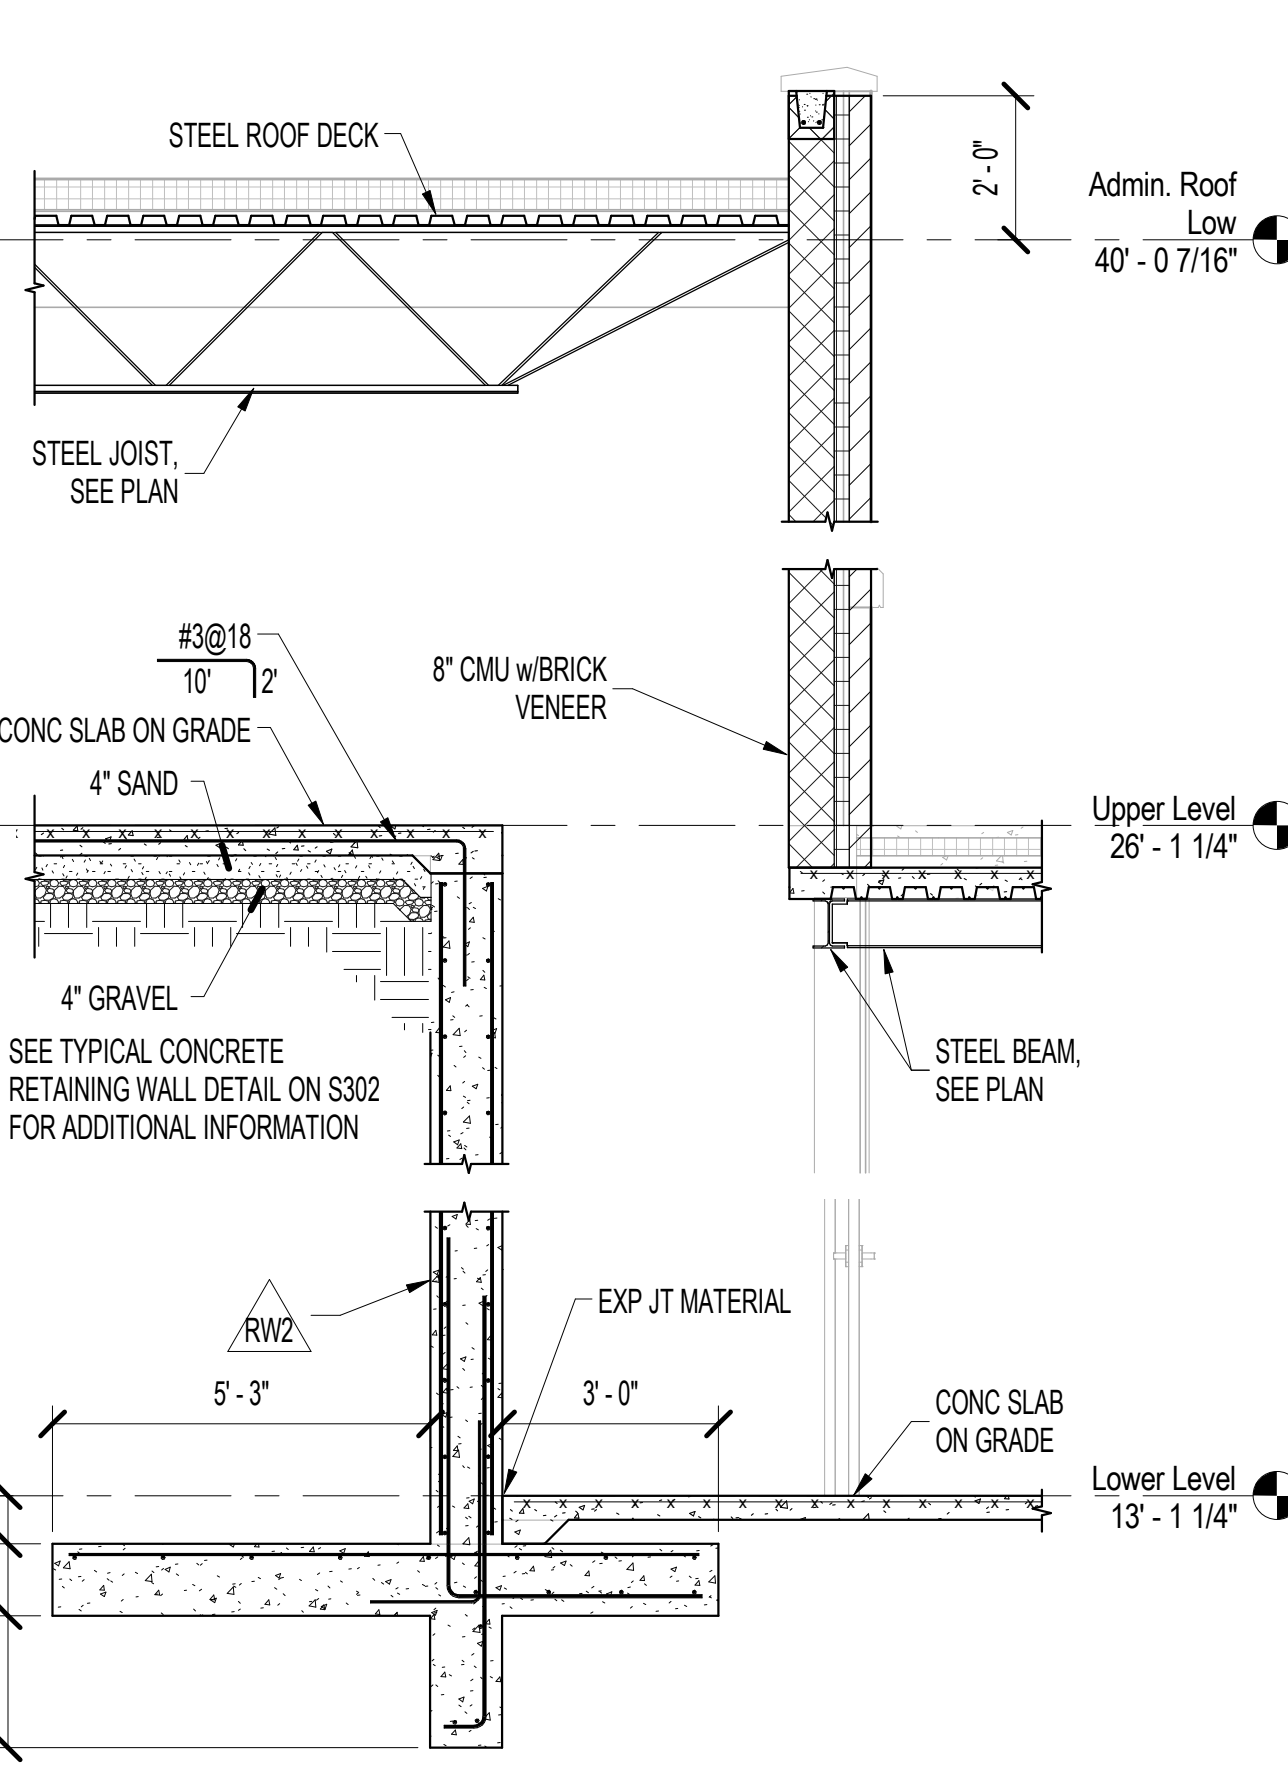 STEEL ROOF DECK
2' - 0"
Admin. Roof
Low
40' - 0 7/16"
STEEL JOIST,
SEE PLAN
#3@18
10'
2'
8" CMU w/BRICK
VENEER
CONC SLAB ON GRADE
4" SAND
Upper Level
26' - 1 1/4"
4" GRAVEL
SEE TYPICAL CONCRETE
RETAINING WALL DETAIL ON S302
FOR ADDITIONAL INFORMATION
STEEL BEAM,
SEE PLAN
RW2
EXP JT MATERIAL
5' - 3"
3' - 0"
CONC SLAB
ON GRADE
Lower Level
13' - 1 1/4"